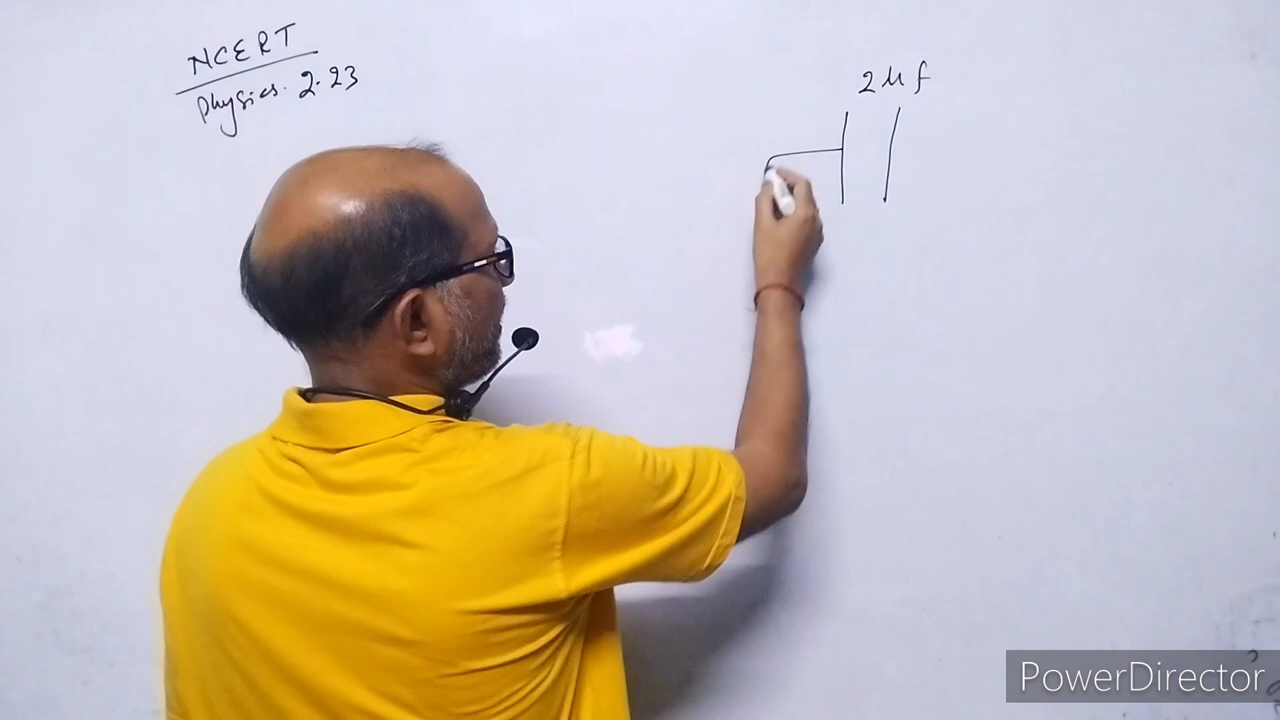 NCERT
Physics. 2.23
2 μf
PowerDirector